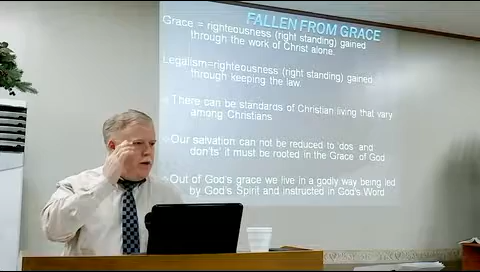 FALLEN FROM GRACE
Grace = righteousness (right standing) gained
through the work of Christ alone.
Legalism=righteousness (right standing) gained
through keeping the law.
There can be standards of Christian living that vary
among Christians
Our salvation can not be reduced to 'dos and
don'ts' it must be rooted in the Grace of God
Out of God's grace we live in a godly way being led
by God's Spirit and instructed in God's Word